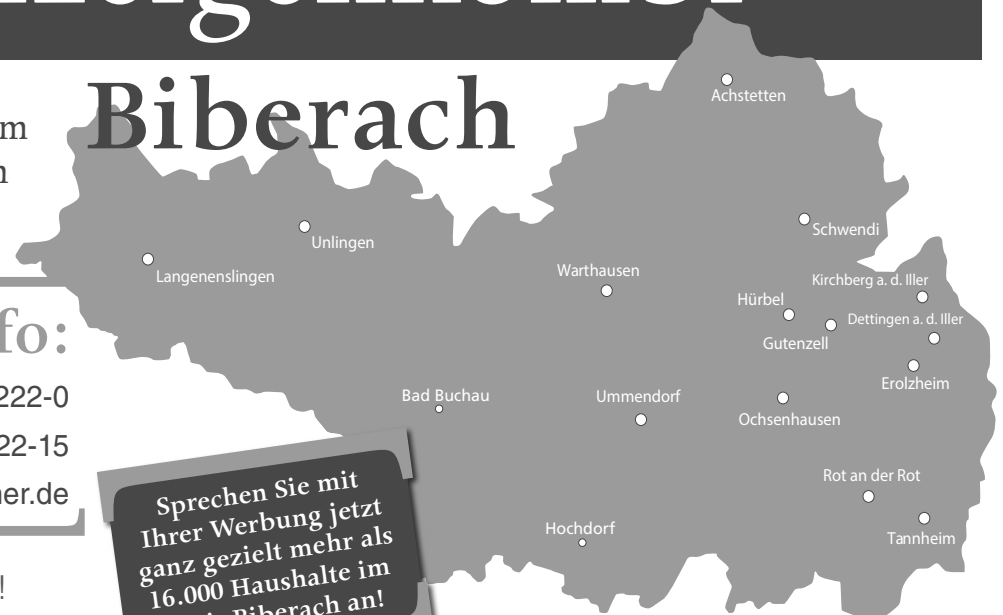 Biberach
m
n
fo:
222-0
22-15
er.de
!
Achstetten
Schwendi
Unlingen
Langenenslingen
Warthausen
Kirchberg a. d. Iller
Hürbel
Dettingen a. d. Iller
Gutenzell
Erolzheim
Bad Buchau
Ummendorf
Ochsenhausen
Rot an der Rot
Hochdorf
Tannheim
Sprechen Sie mit
Ihrer Werbung jetzt
ganz gezielt mehr als
16.000 Haushalte im
Biberach an!